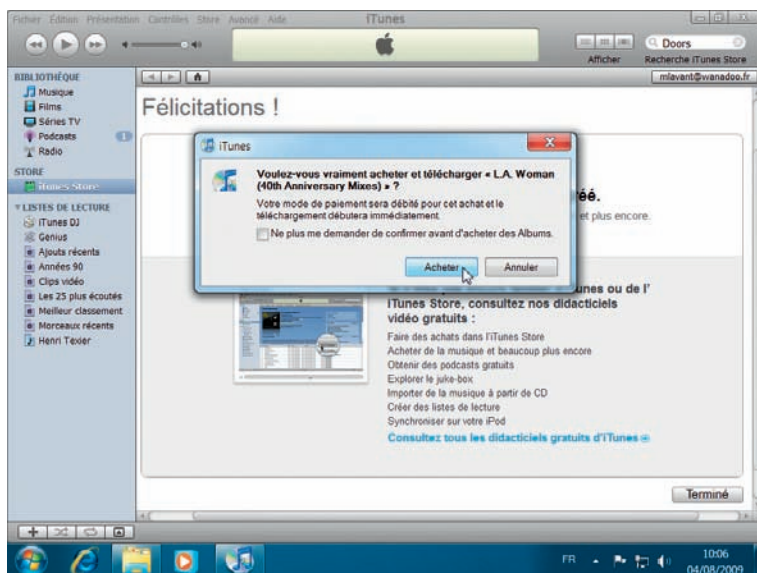 Fichier Édition Présentation Contrôles Store Avancé Aide
iTunes
Doors
Afficher
Recherche iTunes Store
BIBLIOTHÈQUE
Musique
Films
Séries TV
Podcasts
1
Radio
STORE
iTunes Store
LISTES DE LECTURE
iTunes DJ
Genius
Ajouts récents
Années 90
Clips vidéo
Les 25 plus écoutés
Meilleur classement
Morceaux récents
Henri Texier
mlavant@wanadoo.fr
Félicitations !
iTunes
Voulez-vous vraiment acheter et télécharger « L.A. Woman
(40th Anniversary Mixes) » ?
Votre mode de paiement sera débité pour cet achat et le
téléchargement débutera immédiatement.
Ne plus me demander de confirmer avant d'acheter des Albums.
Acheter
Annuler
éé.
et plus encore.
unes ou de l'
iTunes Store, consultez nos didacticiels
vidéo gratuits :
Faire des achats dans l'iTunes Store
Acheter de la musique et beaucoup plus encore
Obtenir des podcasts gratuits
Explorer le juke-box
Importer de la musique à partir de CD
Créer des listes de lecture
Synchroniser sur votre iPod
Consultez tous les didacticiels gratuits d'iTunes
Terminé
FR
10:06
04/08/2009